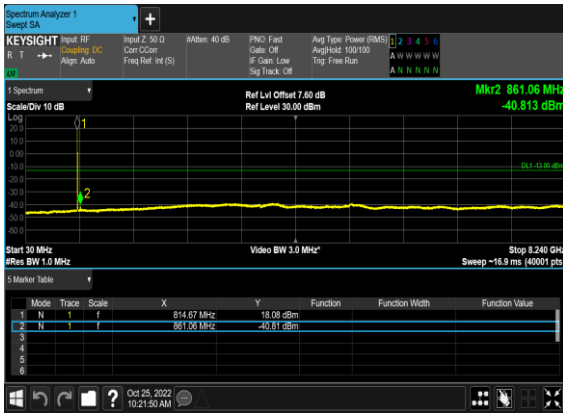 Spectrum Analyzer 1
Swept SA
+
KEYSIGHT Input: RF Input Z: 50 Ω #Atten: 40 dB PNO: Fast Avg Type: Power (RMS) 1 2 3 4 5 6
R T Coupling: DC Corr CCorr Gate: Off Avg|Hold: 100/100 A W W W W W
Align: Auto Freq Ref: Int (S) IF Gain: Low Trig: Free Run
Sig Track: Off A N N N N N
1 Spectrum
Ref Lvl Offset 7.60 dB Mkr2 861.06 MHz
Scale/Div 10 dB Ref Level 30.00 dBm -40.813 dBm
Log
1
20.0
10.0
0.00
-10.0 DL1 -13.00 dBm
-20.0
-30.0
2
-40.0
-50.0
-60.0
Start 30 MHz Video BW 3.0 MHz* Stop 8.240 GHz
#Res BW 1.0 MHz Sweep ~16.9 ms (40001 pts)
5 Marker Table
Mode Trace Scale X Y Function Function Width Function Value
1 N 1 f 814.67 MHz 18.08 dBm
2 N 1 f 861.06 MHz -40.81 dBm
3
4
5
6
? Oct 25, 2022
10:21:50 AM